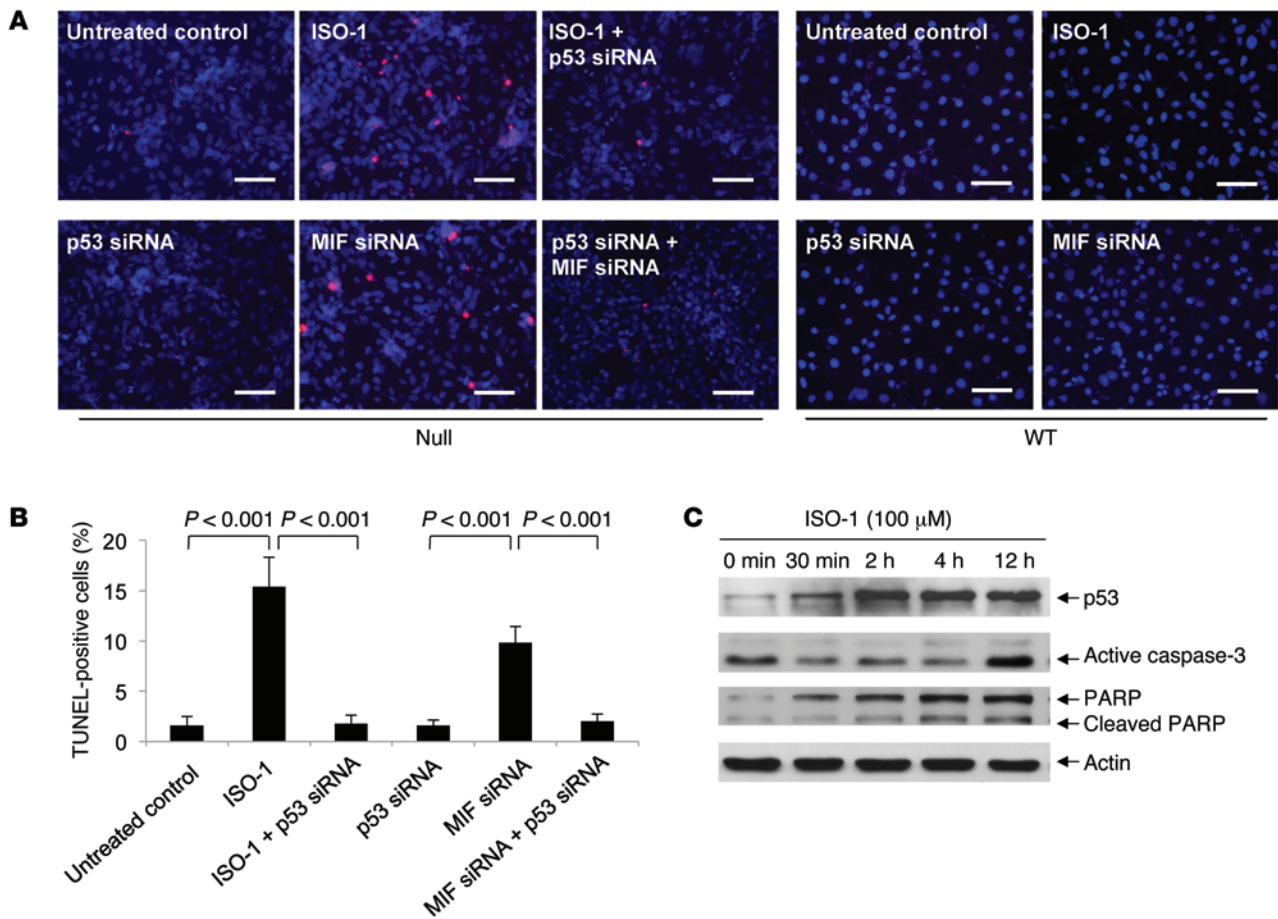 A
Untreated control
ISO-1
ISO-1 +
p53 siRNA
Untreated control
ISO-1
p53 siRNA
MIF siRNA
p53 siRNA +
MIF siRNA
p53 siRNA
MIF siRNA
Null
WT
B
P < 0.001
P < 0.001
P < 0.001
P < 0.001
TUNEL-positive cells (%)
20
15
10
5
0
Untreated control
ISO-1
ISO-1 + p53 siRNA
p53 siRNA
MIF siRNA
MIF siRNA + p53 siRNA
C
ISO-1 (100 μM)
0 min 30 min 2 h 4 h 12 h
p53
Active caspase-3
PARP
Cleaved PARP
Actin